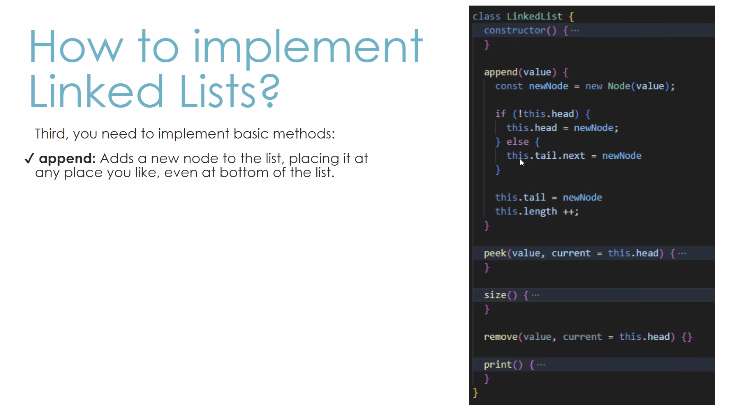 How to implement
Linked Lists?
Third, you need to implement basic methods:
✓ append: Adds a new node to the list, placing it at
any place you like, even at bottom of the list.
class LinkedList {
constructor() { ···
}
append(value) {
const newNode = new Node(value);
if (!this.head) {
this.head = newNode;
} else {
this.tail.next = newNode
}
this.tail = newNode
this.length ++;
}
peek(value, current = this.head) { ···
}
size() { ···
}
remove(value, current = this.head) {}
print() { ···
}
}